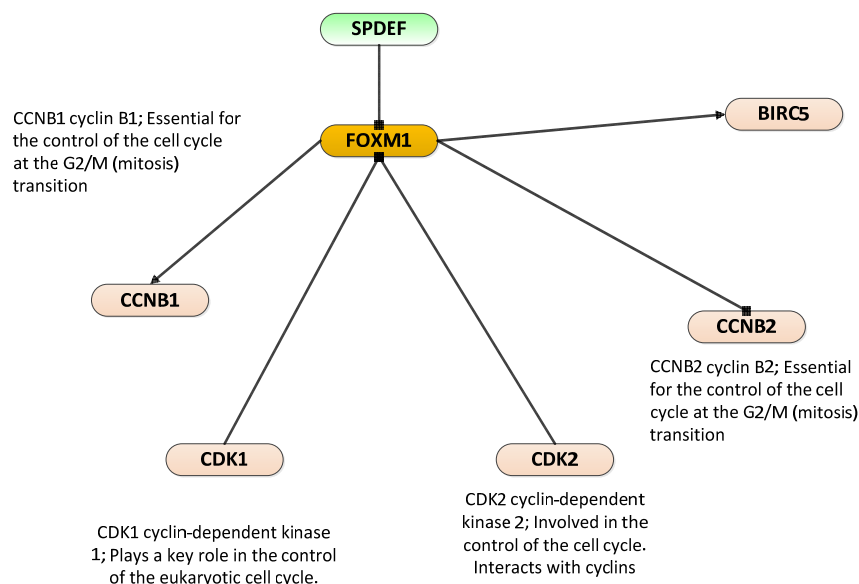 SPDEF
CCNB1 cyclin B1; Essential for
the control of the cell cycle
at the G2/M (mitosis)
transition
FOXM1
BIRC5
CCNB1
CCNB2
CCNB2 cyclin B2; Essential
for the control of the cell
cycle at the G2/M (mitosis)
transition
CDK1
CDK2
CDK1 cyclin-dependent kinase
1; Plays a key role in the control
of the eukaryotic cell cycle.
CDK2 cyclin-dependent
kinase 2; Involved in the
control of the cell cycle.
Interacts with cyclins